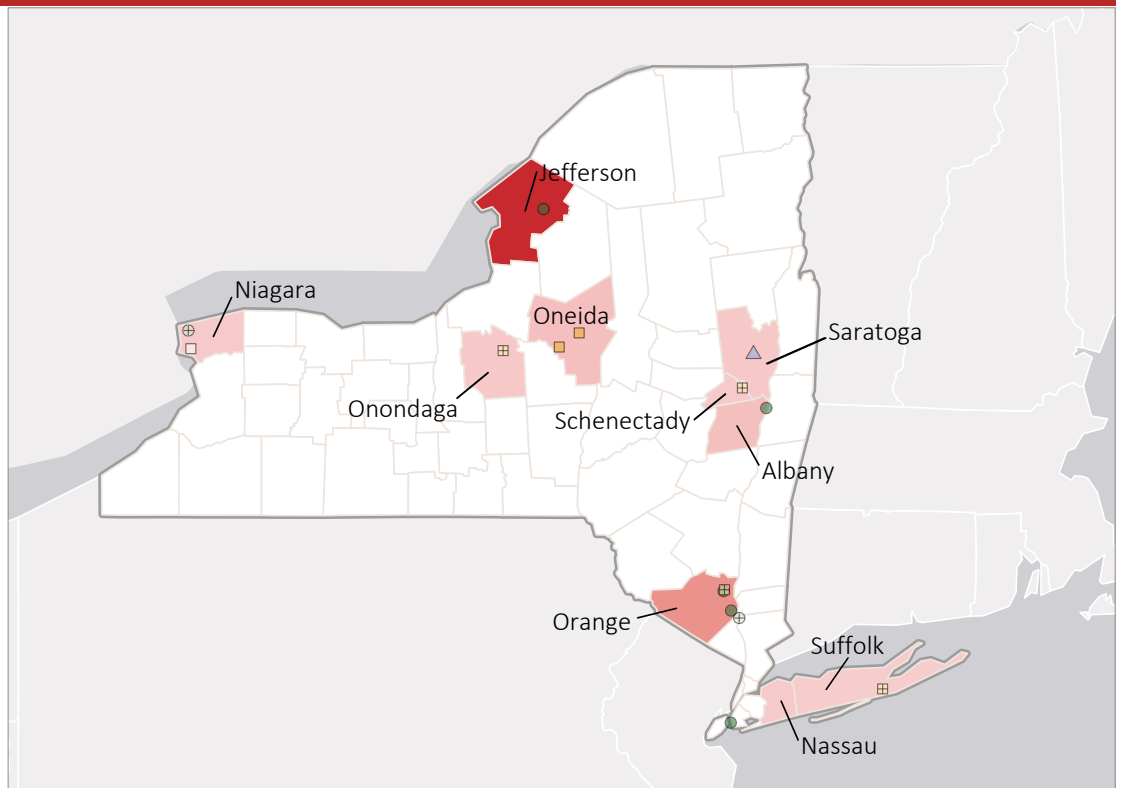 Jefferson
Niagara
Oneida
Saratoga
Onondaga
Schenectady
Albany
Orange
Suffolk
Nassau